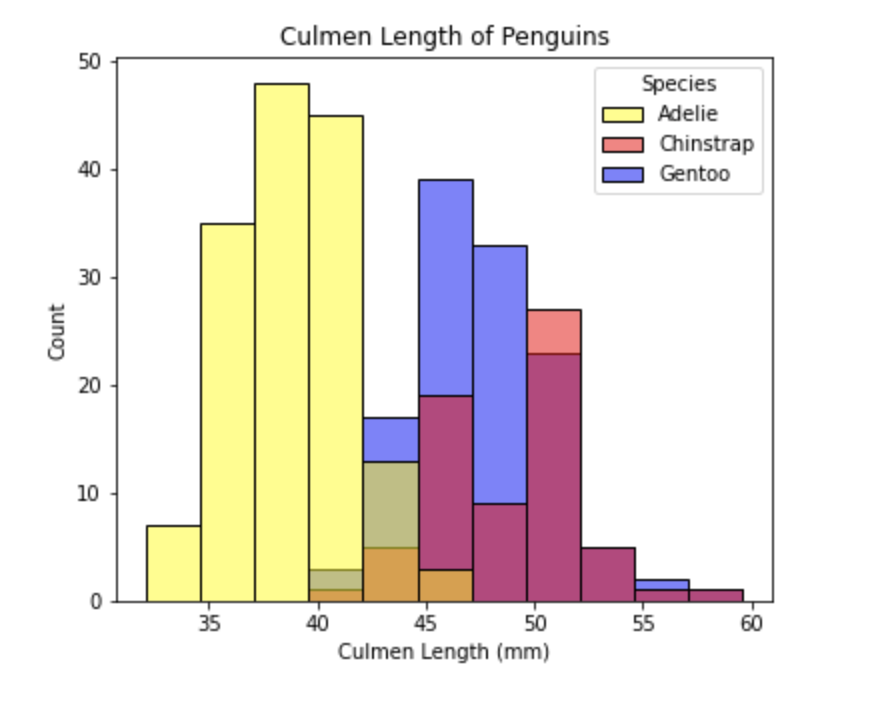 Culmen Length of Penguins
50
40
30
20
10
0
Count
Species
Adelie
Chinstrap
Gentoo
35 40 45 50 55 60
Culmen Length (mm)